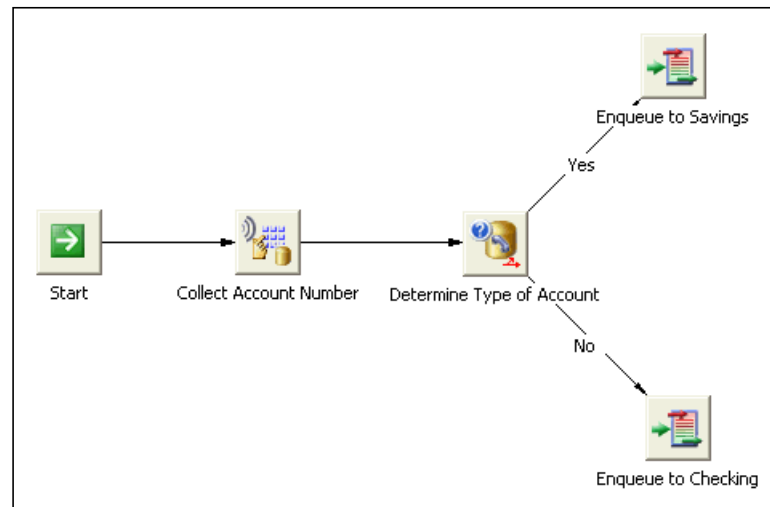 Enqueue to Savings
Yes
Start
Collect Account Number
Determine Type of Account
No
Enqueue to Checking